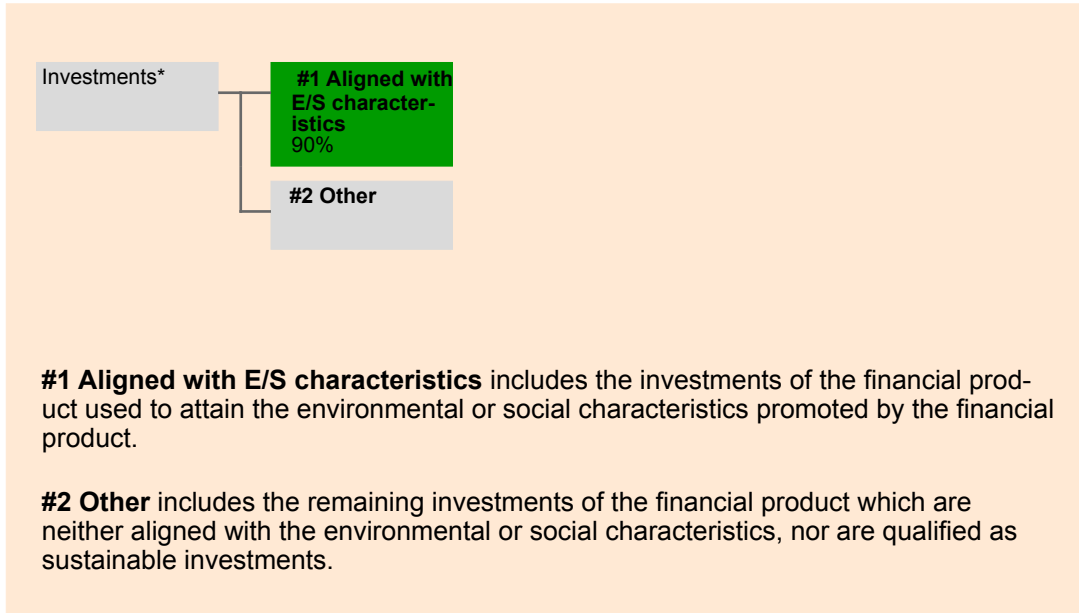 Investments*
#1 Aligned with
E/S character-
istics
90%
#2 Other
#1 Aligned with E/S characteristics includes the investments of the financial prod-
uct used to attain the environmental or social characteristics promoted by the financial
product.
#2 Other includes the remaining investments of the financial product which are
neither aligned with the environmental or social characteristics, nor are qualified as
sustainable investments.